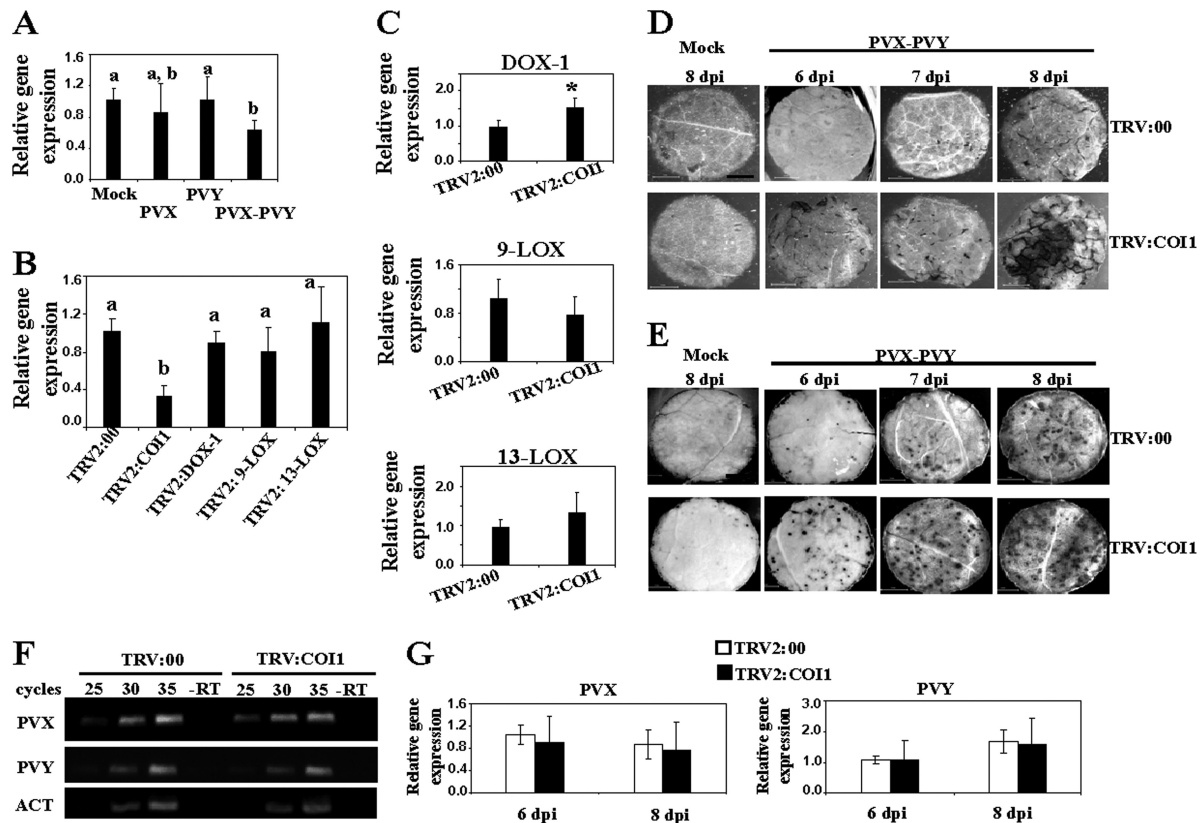 A
Relative gene
expression
1.6
1.2
0.8
0.4
0.0
a
a, b
a
b
Mock
PVX
PVY
PVX-PVY
B
Relative gene
expression
1.6
1.2
0.8
0.4
0.0
a
b
a
a
a
TRV2:00
TRV2:COI1
TRV2:DOX-1
TRV2: 9-LOX
TRV2: 13-LOX
C
DOX-1
Relative gene
expression
2.0
1.5
1.0
0.0
*
TRV2:00
TRV2:COI1
9-LOX
Relative gene
expression
1.6
1.2
0.8
0.4
0.0
TRV2:00
TRV2:COI1
13-LOX
Relative gene
expression
2.0
1.5
1.0
0.0
TRV2:00
TRV2:COI1
D
Mock
PVX-PVY
8 dpi
6 dpi
7 dpi
8 dpi
TRV:00
TRV:COI1
E
Mock
PVX-PVY
8 dpi
6 dpi
7 dpi
8 dpi
TRV:00
TRV:COI1
F
TRV:00
TRV:COI1
cycles 25 30 35 -RT 25 30 35 -RT
PVX
PVY
ACT
G
TRV2:00
TRV2:COI1
PVX
Relative gene
expression
1.6
1.2
0.8
0.4
6 dpi
8 dpi
PVY
Relative gene
expression
3.0
2.0
1.0
0.0
6 dpi
8 dpi